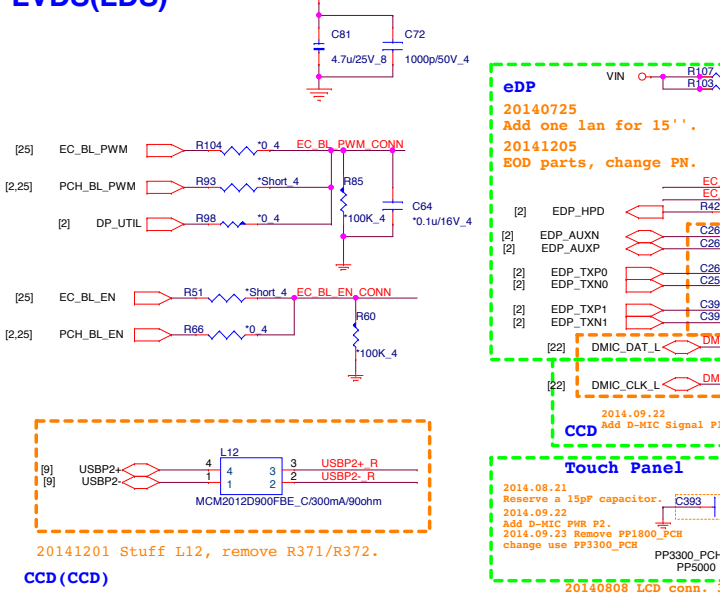 C81
C72
4.7u/25V_8
1000p/50V_4
[25]
EC_BL_PWM
R104
*0_4
EC_BL_PWM_CONN
[2,25]
PCH_BL_PWM
R93
*Short_4
R85
[2]
DP_UTIL
R98
*0_4
*100K_4
C64
*0.1u/16V_4
[25]
EC_BL_EN
R51
*Short_4
EC_BL_EN_CONN
[2,25]
PCH_BL_EN
R66
*0_4
R60
*100K_4
L12
[9]
USBP2+
4
4
3
3
USBP2+_R
[9]
USBP2-
1
1
2
2
USBP2-_R
MCM2012D900FBE_C/300mA/90ohm
20141201 Stuff L12, remove R371/R372.
CCD(CCD)
eDP
VIN
R107
R103
20140725
Add one lan for 15''.
20141205
EOD parts, change PN.
[2]
EDP_HPD
R42
[2]
EDP_AUXN
C26
[2]
EDP_AUXP
C26
[2]
EDP_TXP0
C26
[2]
EDP_TXN0
C25
[2]
EDP_TXP1
C39
[2]
EDP_TXN1
C39
[22]
DMIC_DAT_L
[22]
DMIC_CLK_L
2014.09.22
CCD
Add D-MIC Signal
Touch Panel
2014.08.21
Reserve a 15pF capacitor.
C393
2014.09.22
Add D-MIC PWR P2.
2014.09.23 Remove PP1800_PCH
change use PP3300_PCH
PP3300_PCH
PP5000
20140808 LCD conn.